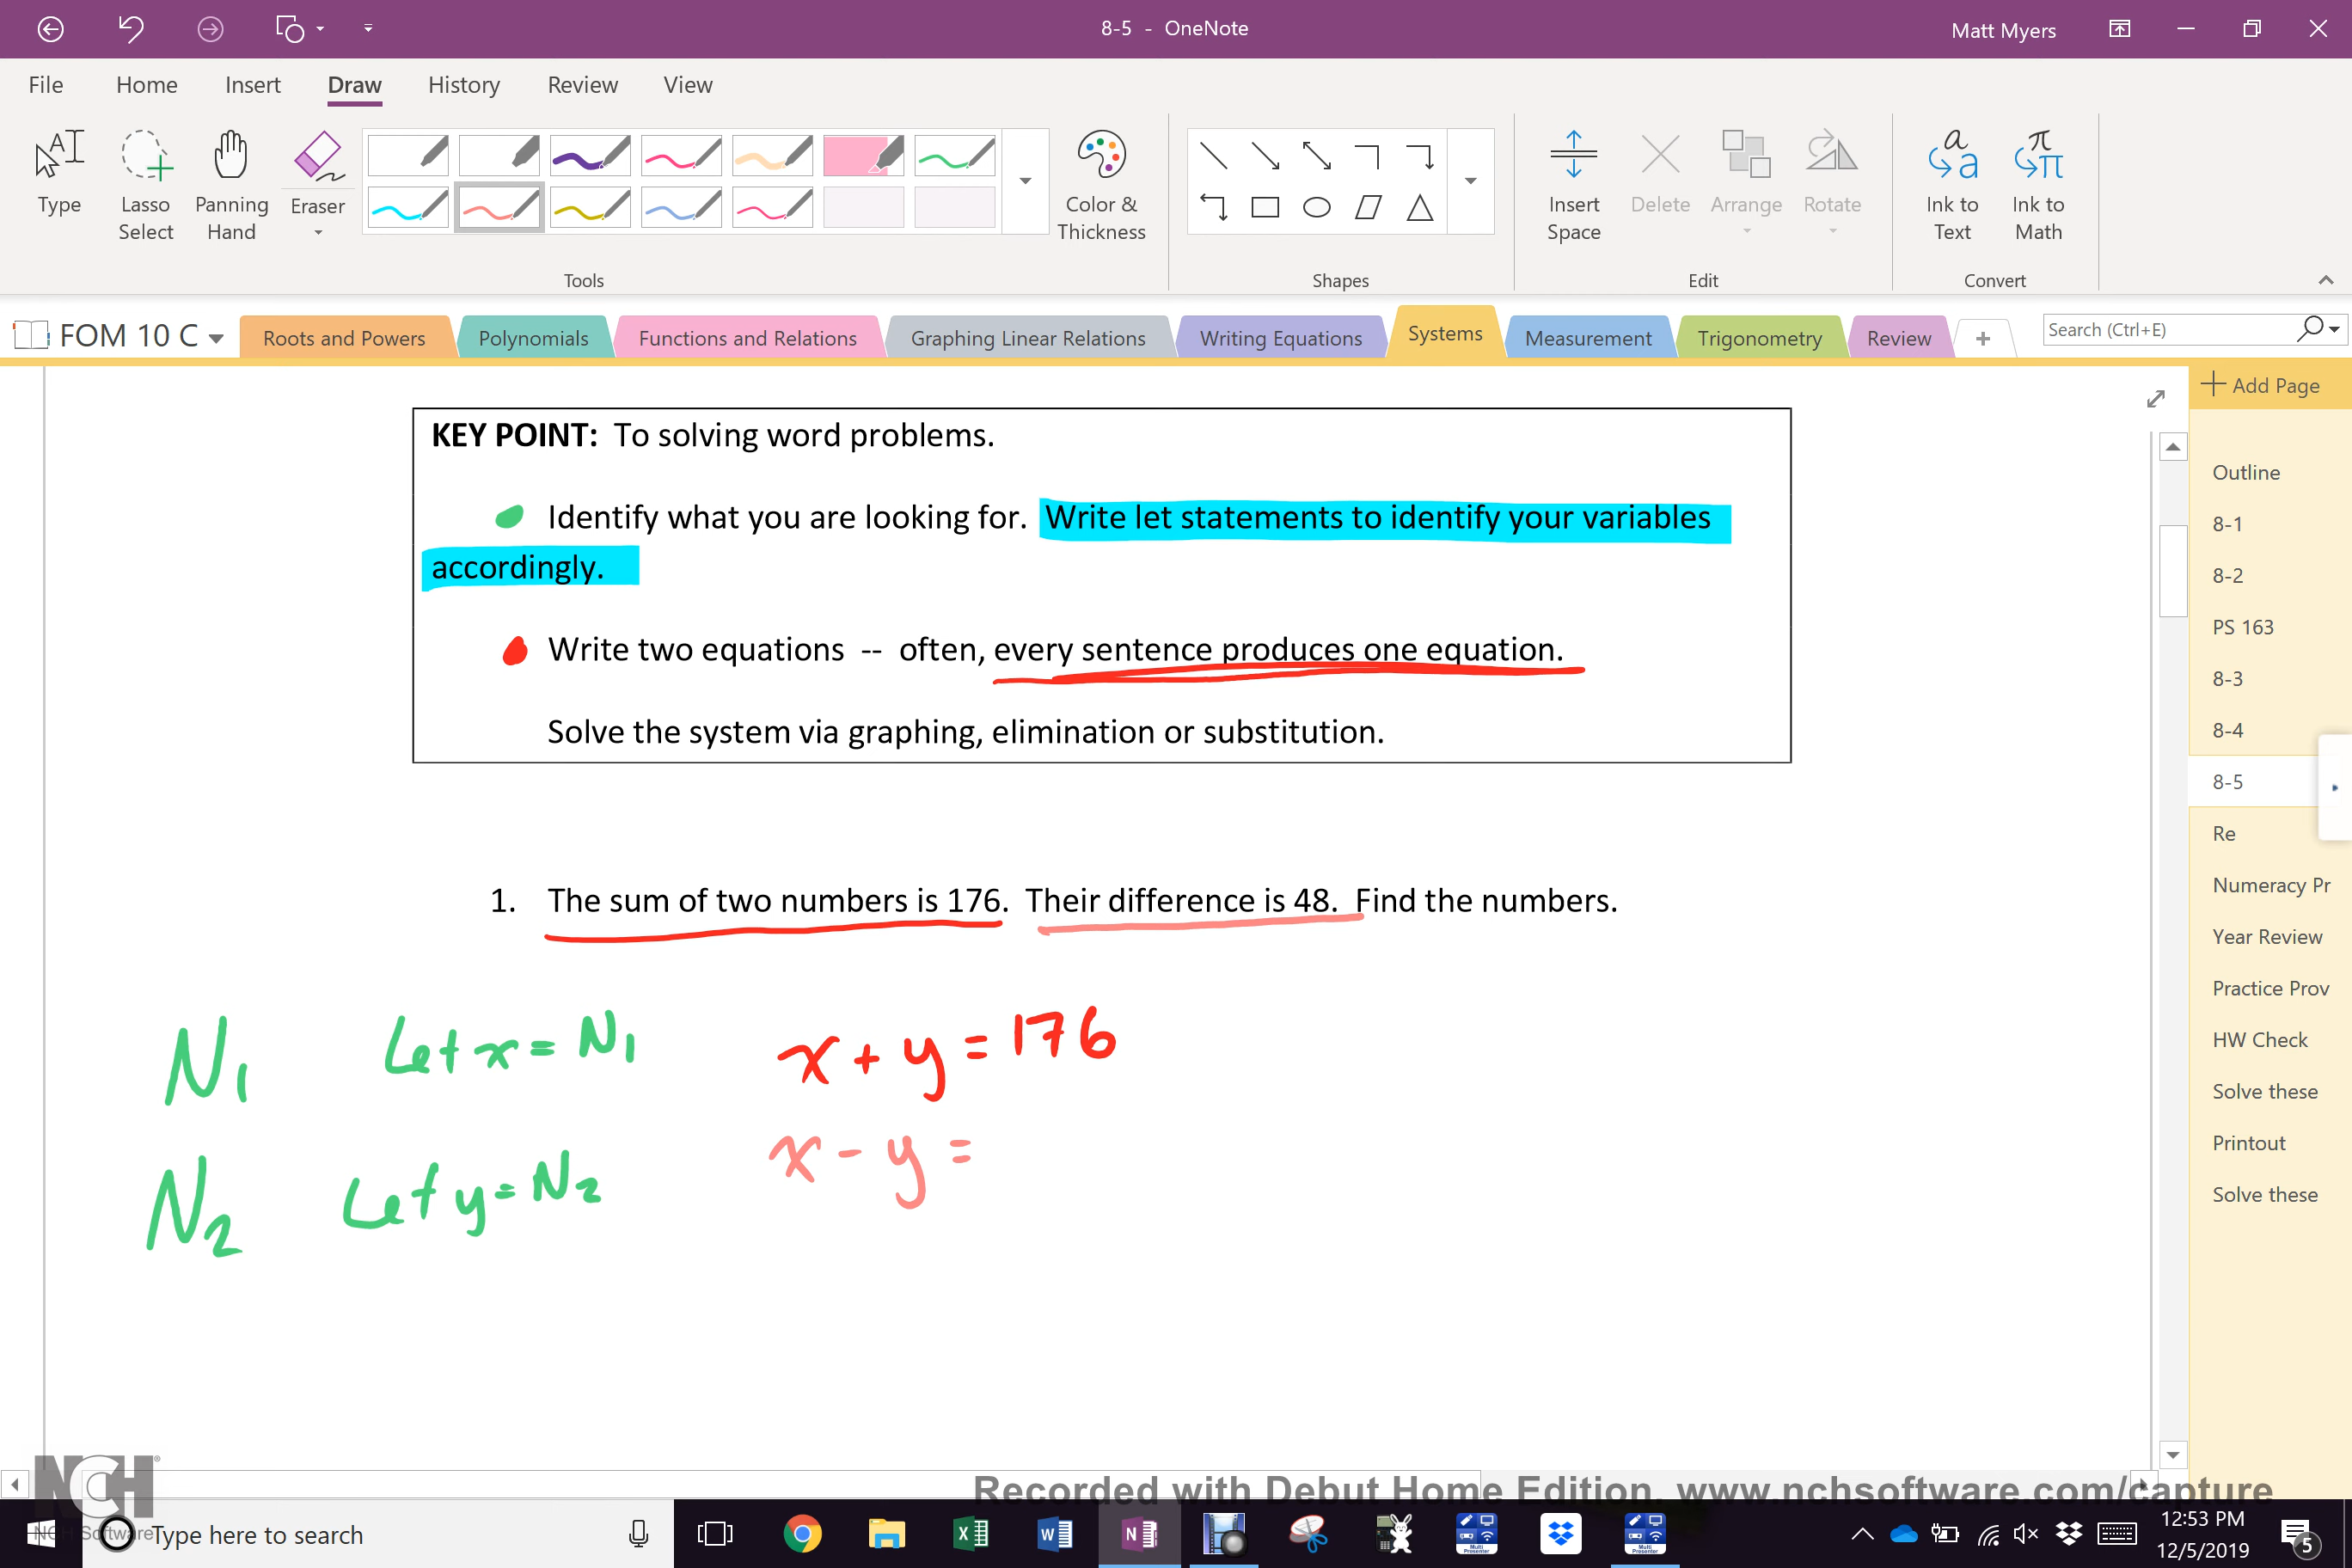 8-5 - OneNote
Matt Myers
File Home Insert Draw History Review View
Type
Lasso Select
Panning Hand
Eraser
Color & Thickness
Insert Space
Delete
Arrange
Rotate
Ink to Text
Ink to Math
Tools
Shapes
Edit
Convert
FOM 10 C
Roots and Powers
Polynomials
Functions and Relations
Graphing Linear Relations
Writing Equations
Systems
Measurement
Trigonometry
Review
Search (Ctrl+E)
Add Page
Outline
8-1
8-2
PS 163
8-3
8-4
8-5
Re
Numeracy Pr
Year Review
Practice Prov
HW Check
Solve these
Printout
Solve these
KEY POINT: To solving word problems.
Identify what you are looking for. Write let statements to identify your variables
accordingly.
Write two equations -- often, every sentence produces one equation.
Solve the system via graphing, elimination or substitution.
1. The sum of two numbers is 176. Their difference is 48. Find the numbers.
N1 Let x = N1 x + y = 176
N2 Let y = N2 x - y =
NCH
NCH Software
Recorded with Debut Home Edition. www.nchsoftware.com/capture
Type here to search
12:53 PM
12/5/2019
5